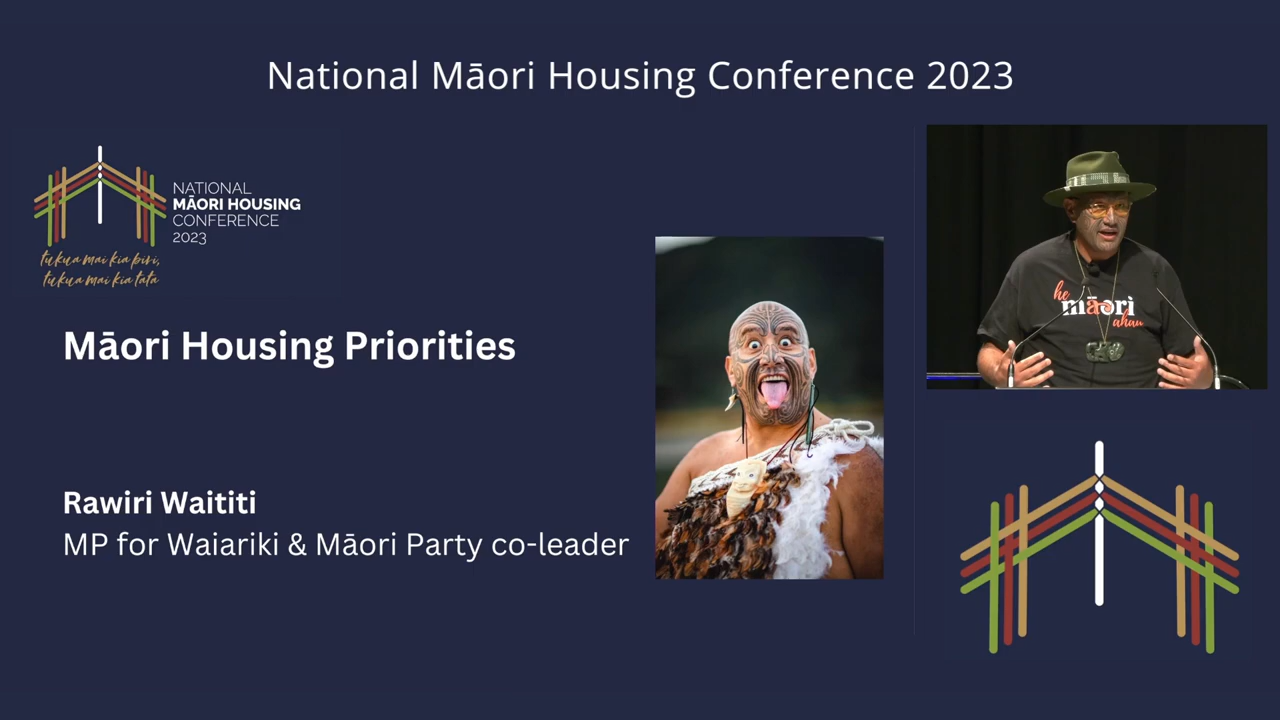 National Māori Housing Conference 2023
NATIONAL
MĀORI HOUSING
CONFERENCE
2023
tukua mai kia piri,
tukua mai kia tata
Māori Housing Priorities
Rawiri Waititi
MP for Waiariki & Māori Party co-leader
he
māori
ahau